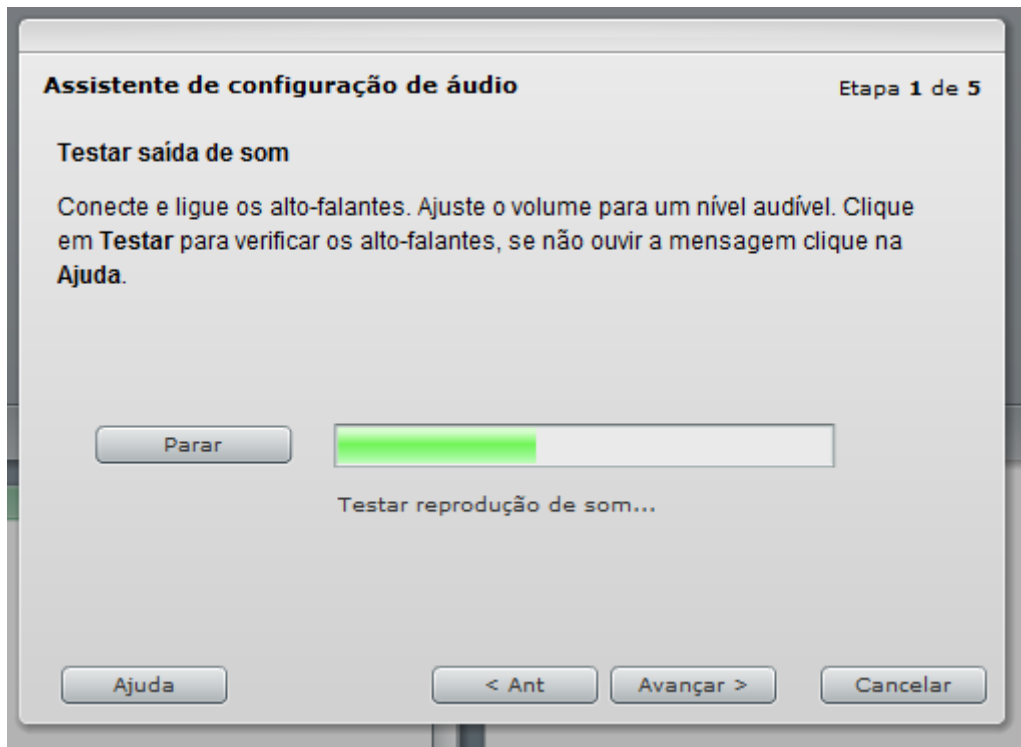 Assistente de configuração de áudio
Etapa 1 de 5
Testar saída de som
Conecte e ligue os alto-falantes. Ajuste o volume para um nível audível. Clique
em Testar para verificar os alto-falantes, se não ouvir a mensagem clique na
Ajuda.
Parar
Testar reprodução de som...
Ajuda
< Ant
Avançar >
Cancelar